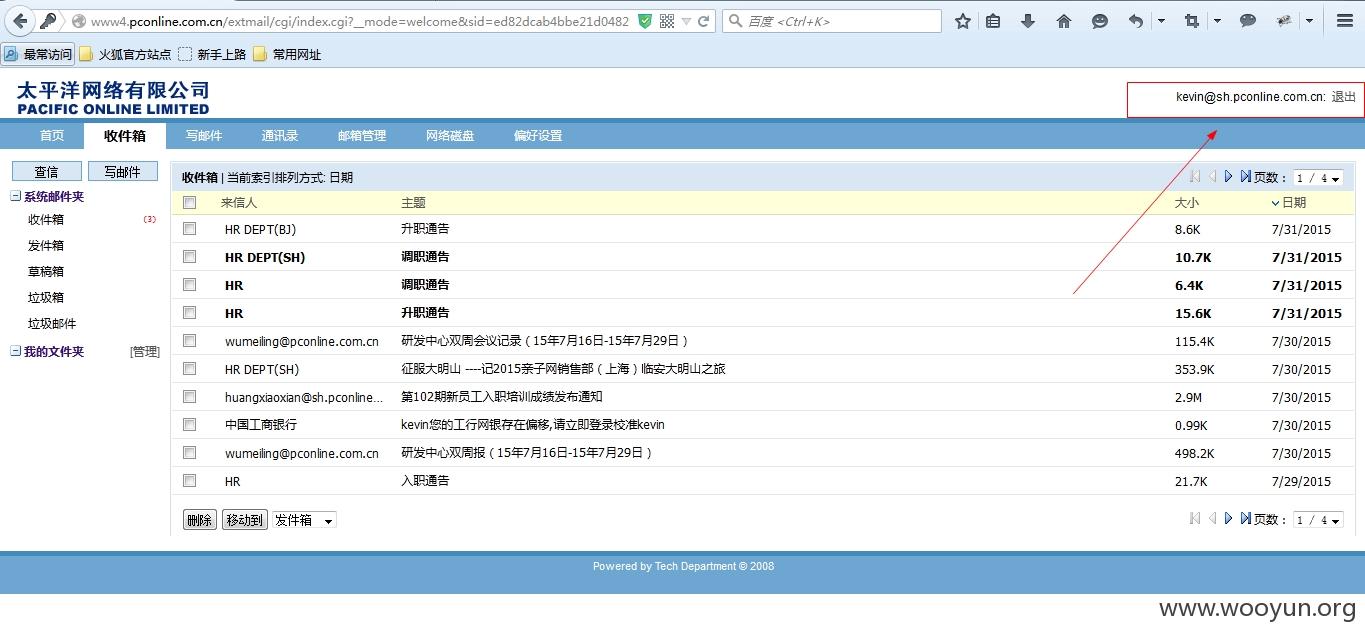 www4.pconline.com.cn/extmail/cgi/index.cgi?__mode=welcome&sid=ed82dcab4bbe21d0482
百度 <Ctrl+K>
最常访问 火狐官方站点 新手上路 常用网址
太平洋网络有限公司
PACIFIC ONLINE LIMITED
kevin@sh.pconline.com.cn: 退出
首页 收件箱 写邮件 通讯录 邮箱管理 网络磁盘 偏好设置
查信 写邮件
系统邮件夹
收件箱 (3)
发件箱
草稿箱
垃圾箱
垃圾邮件
我的文件夹 [管理]
收件箱 | 当前索引排列方式: 日期 页数： 1 / 4
来信人 主题 大小 日期
HR DEPT(BJ) 升职通告 8.6K 7/31/2015
HR DEPT(SH) 调职通告 10.7K 7/31/2015
HR 调职通告 6.4K 7/31/2015
HR 升职通告 15.6K 7/31/2015
wumeiling@pconline.com.cn 研发中心双周会议记录（15年7月16日-15年7月29日） 115.4K 7/30/2015
HR DEPT(SH) 征服大明山 ----记2015亲子网销售部（上海）临安大明山之旅 353.9K 7/30/2015
huangxiaoxian@sh.pconline... 第102期新员工入职培训成绩发布通知 2.9M 7/30/2015
中国工商银行 kevin您的工行网银存在偏移,请立即登录校准kevin 0.99K 7/30/2015
wumeiling@pconline.com.cn 研发中心双周报（15年7月16日-15年7月29日） 498.2K 7/30/2015
HR 入职通告 21.7K 7/29/2015
删除 移动到 发件箱 页数： 1 / 4
Powered by Tech Department © 2008
www.wooyun.org